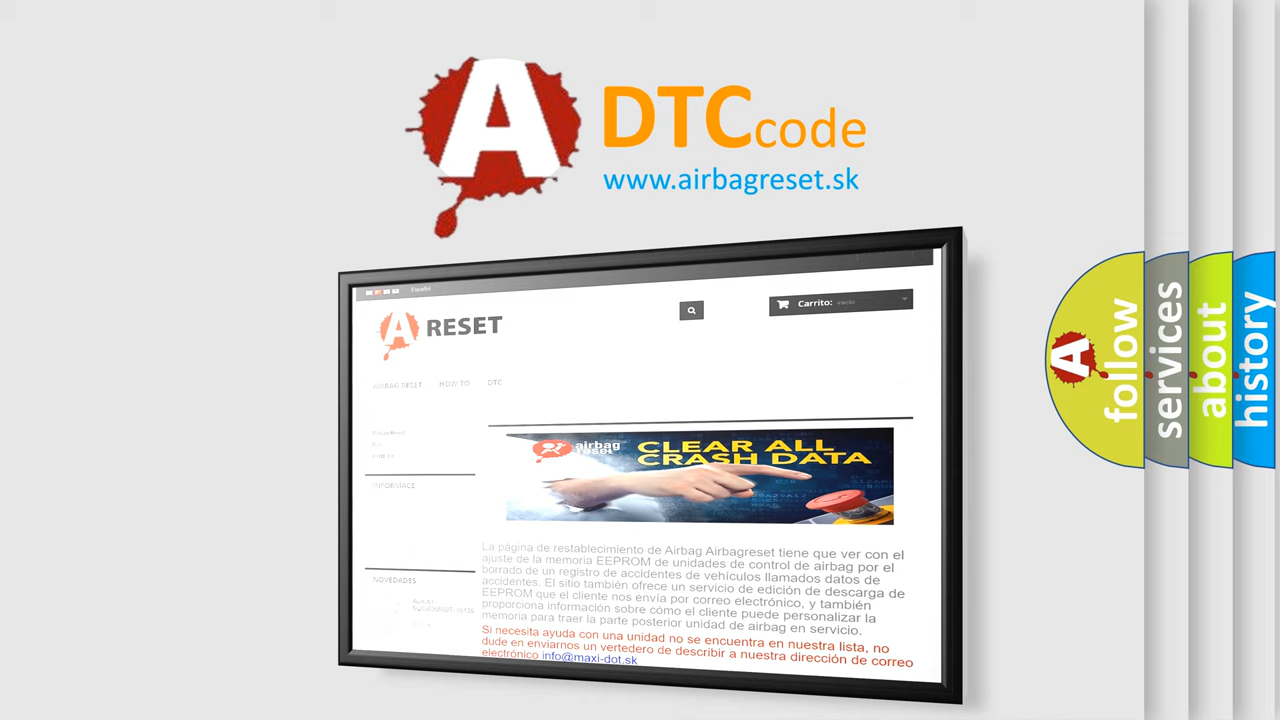 A
DTC code
www.airbagreset.sk
Español
A RESET
Carrito: vacío
AIRBAG RESET HOW TO DTC
INFORMACE
NOVEDADES
airbag
reset
CLEAR ALL
CRASH DATA
La página de restablecimiento de Airbag Airbagreset tiene que ver con el
ajuste de la memoria EEPROM de unidades de control de airbag por el
borrado de un registro de accidentes de vehículos llamados datos de
accidentes. El sitio también ofrece un servicio de edición de descarga de
EEPROM que el cliente nos envía por correo electrónico, y también
proporciona información sobre cómo el cliente puede personalizar la
memoria para traer la parte posterior unidad de airbag en servicio.
Si necesita ayuda con una unidad no se encuentra en nuestra lista, no
dude en enviarnos un vertedero de describir a nuestra dirección de correo
electrónico info@maxi-dot.sk
A
follow
services
about
history